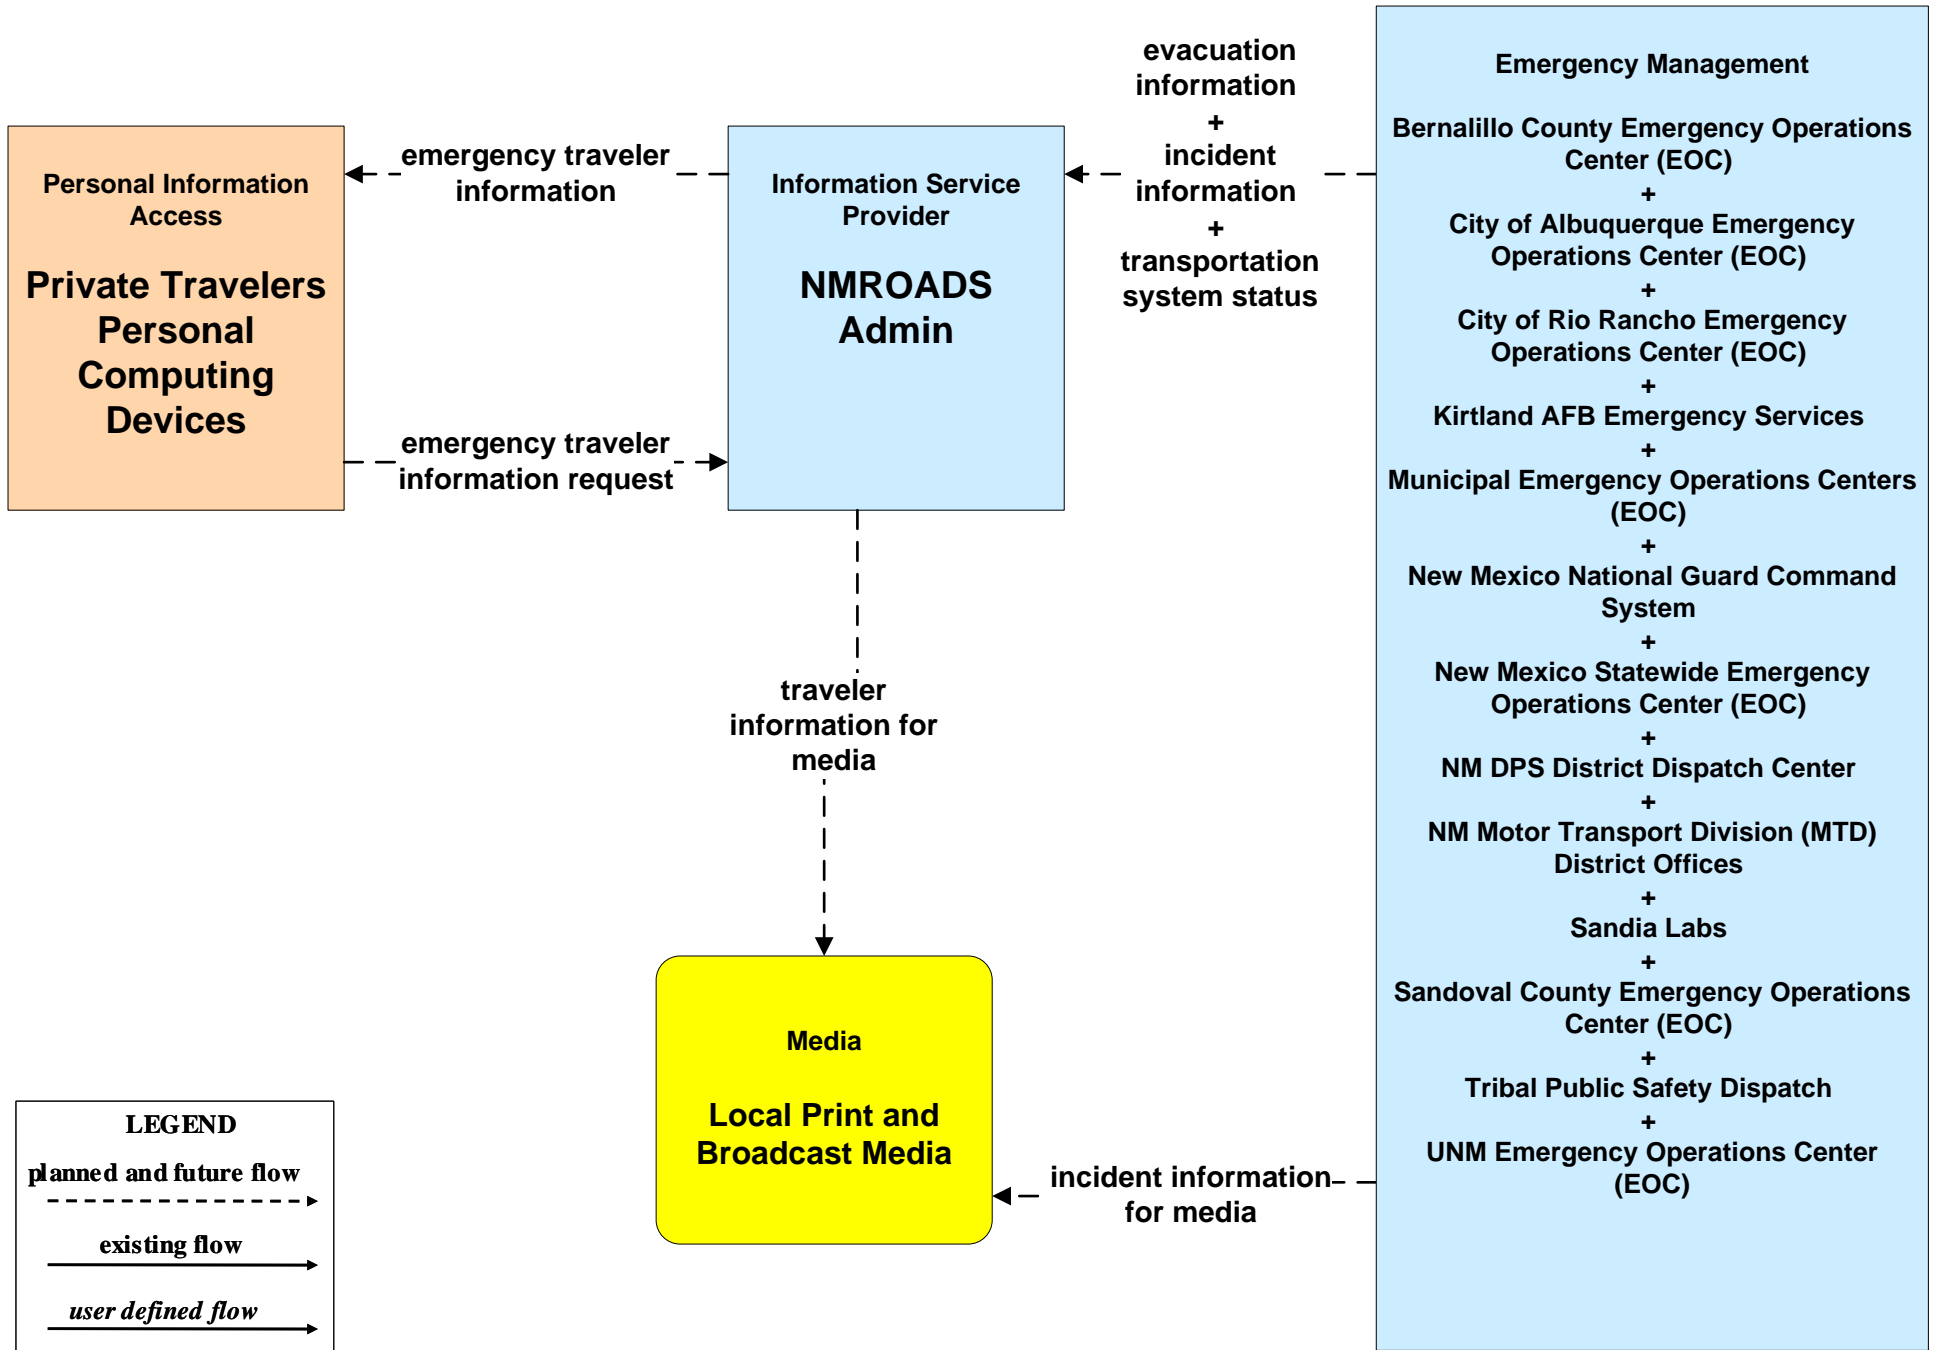 Personal Information
Access
Private Travelers
Personal
Computing
Devices
emergency traveler
information
emergency traveler
information request
Information Service
Provider
NMROADS
Admin
evacuation
information
+
incident
information
+
transportation
system status
Emergency Management
Bernalillo County Emergency Operations
Center (EOC)
+
City of Albuquerque Emergency
Operations Center (EOC)
+
City of Rio Rancho Emergency
Operations Center (EOC)
+
Kirtland AFB Emergency Services
+
Municipal Emergency Operations Centers
(EOC)
+
New Mexico National Guard Command
System
+
New Mexico Statewide Emergency
Operations Center (EOC)
+
NM DPS District Dispatch Center
+
NM Motor Transport Division (MTD)
District Offices
+
Sandia Labs
+
Sandoval County Emergency Operations
Center (EOC)
+
Tribal Public Safety Dispatch
+
UNM Emergency Operations Center
(EOC)
traveler
information for
media
Media
Local Print and
Broadcast Media
incident information
for media
LEGEND
planned and future flow
existing flow
user defined flow